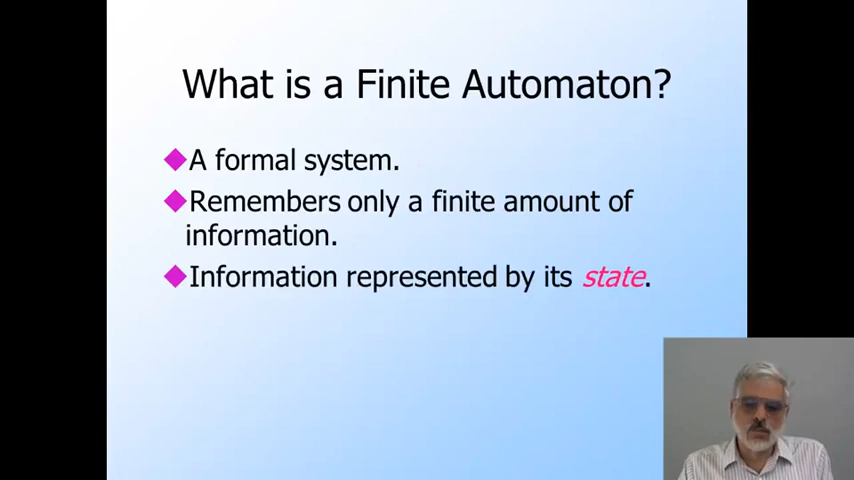 What is a Finite Automaton?
A formal system.
Remembers only a finite amount of
information.
Information represented by its state.